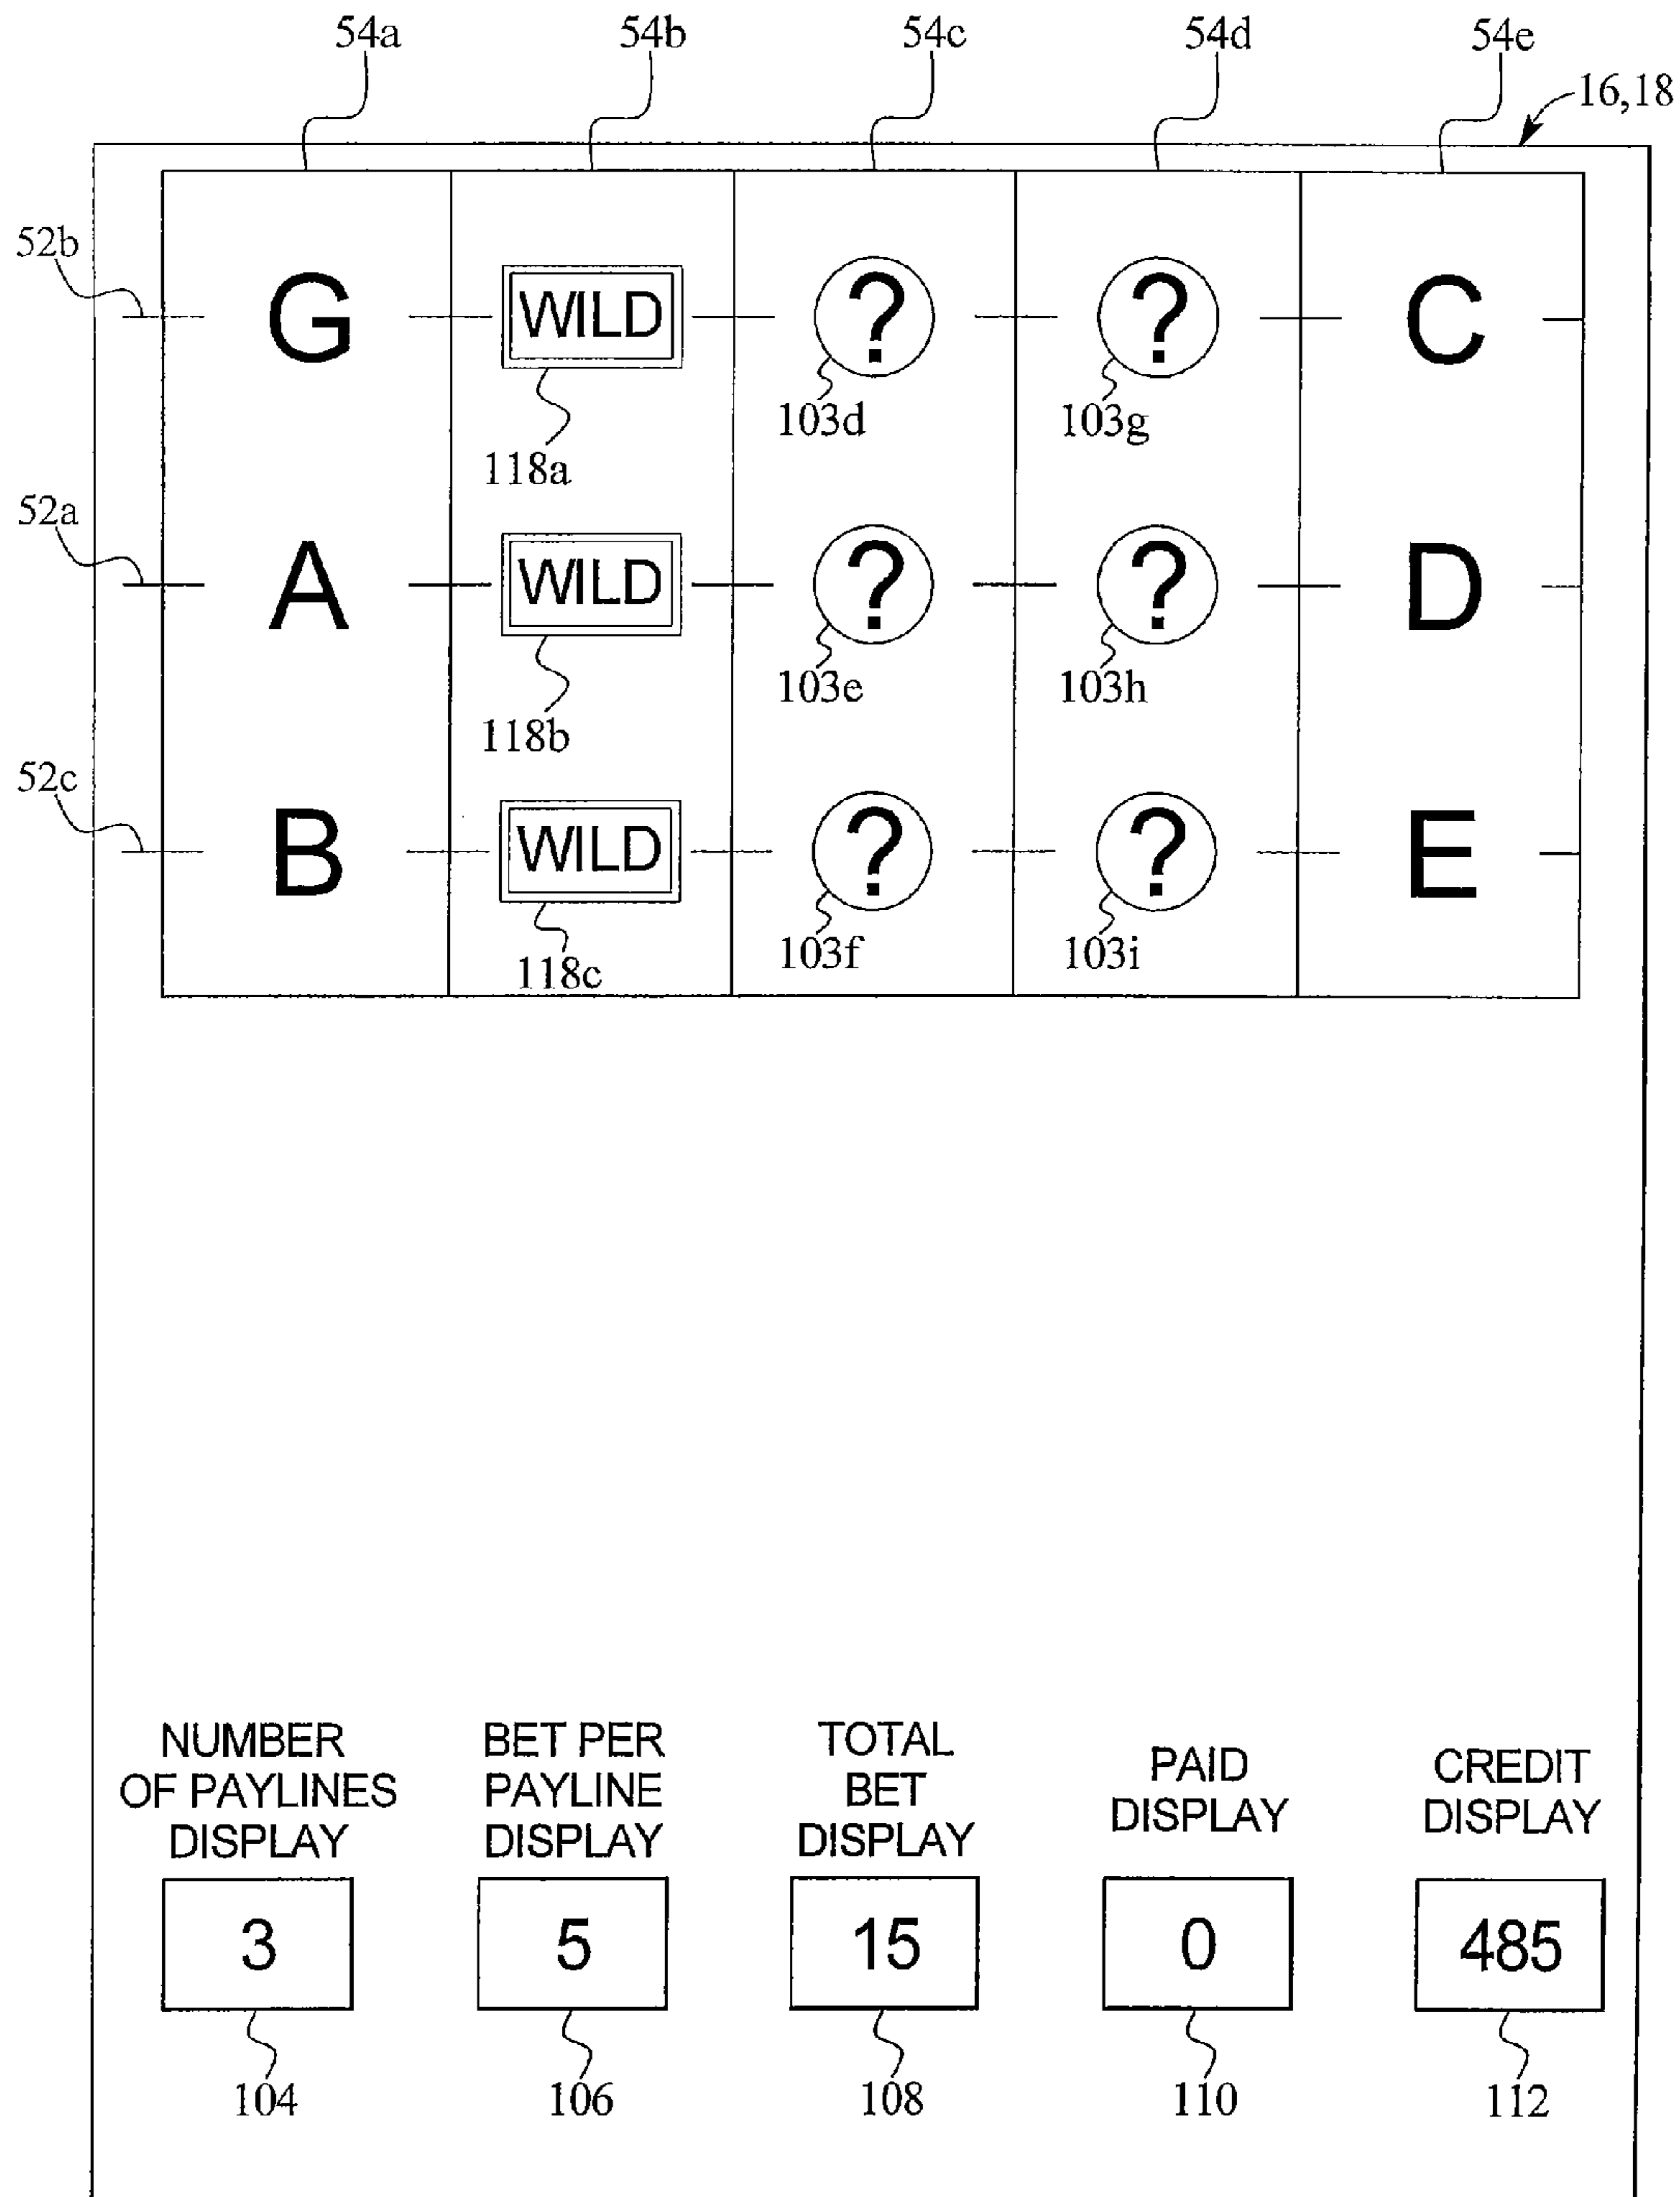 54a 54b 54c 54d 54e
16,18
52b
G WILD ? ? C
103d 103g
118a
52a
A WILD ? ? D
103e 103h
118b
52c
B WILD ? ? E
103f 103i
118c
NUMBER
OF PAYLINES
DISPLAY
3
104
BET PER
PAYLINE
DISPLAY
5
106
TOTAL
BET
DISPLAY
15
108
PAID
DISPLAY
0
110
CREDIT
DISPLAY
485
112